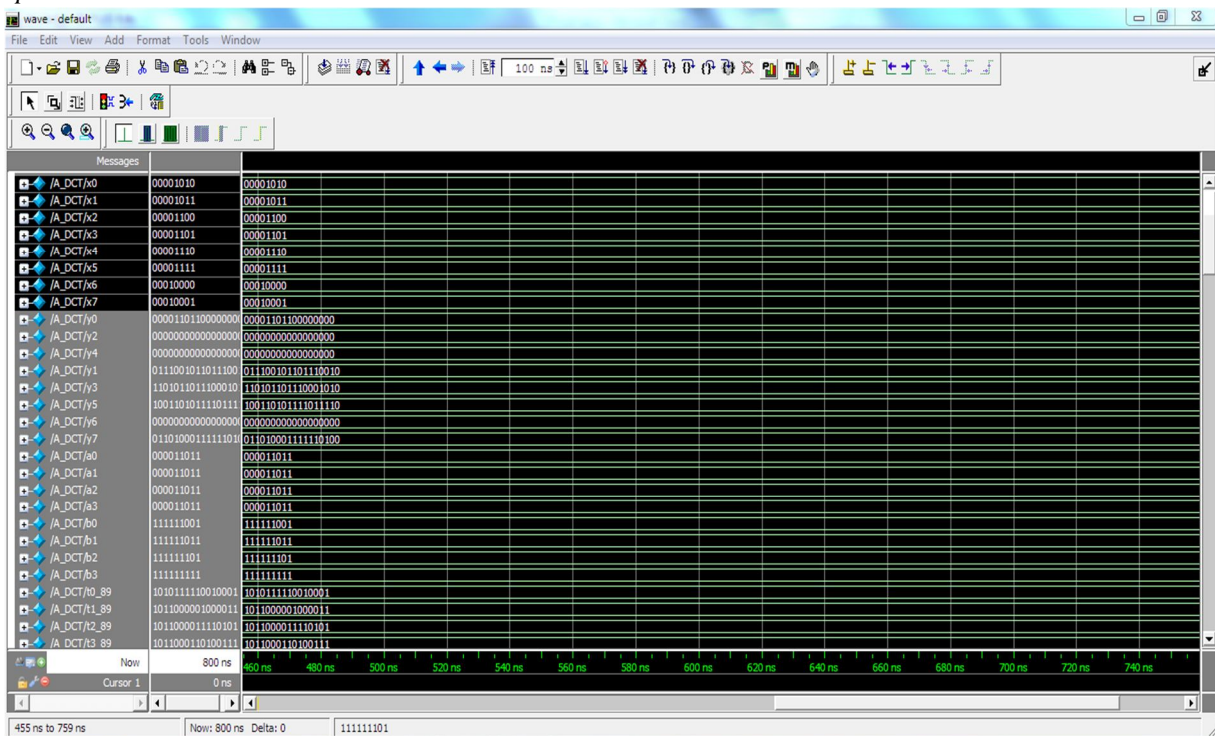 wave - default
File Edit View Add Format Tools Window
100 ns
Messages
/A_DCT/x0 00001010 00001010
/A_DCT/x1 00001011 00001011
/A_DCT/x2 00001100 00001100
/A_DCT/x3 00001101 00001101
/A_DCT/x4 00001110 00001110
/A_DCT/x5 00001111 00001111
/A_DCT/x6 00010000 00010000
/A_DCT/x7 00010001 00010001
/A_DCT/y0 0000110110000000 00001101100000000
/A_DCT/y2 0000000000000000 00000000000000000
/A_DCT/y4 0000000000000000 00000000000000000
/A_DCT/y1 0111001011011100 011100101101110010
/A_DCT/y3 1101011011100010 110101101110001010
/A_DCT/y5 1001101011110111 100110101111011110
/A_DCT/y6 0000000000000000 000000000000000000
/A_DCT/y7 0110100011111101 011010001111110100
/A_DCT/a0 000011011 000011011
/A_DCT/a1 000011011 000011011
/A_DCT/a2 000011011 000011011
/A_DCT/a3 000011011 000011011
/A_DCT/b0 111111001 111111001
/A_DCT/b1 111111011 111111011
/A_DCT/b2 111111101 111111101
/A_DCT/b3 111111111 111111111
/A_DCT/t0_89 1010111110010001 1010111110010001
/A_DCT/t1_89 1011000001000011 1011000001000011
/A_DCT/t2_89 1011000011110101 1011000011110101
/A_DCT/t3_89 1011000110100111 1011000110100111
Now 800 ns 460 ns 480 ns 500 ns 520 ns 540 ns 560 ns 580 ns 600 ns 620 ns 640 ns 660 ns 680 ns 700 ns 720 ns 740 ns
Cursor 1 0 ns
455 ns to 759 ns Now: 800 ns Delta: 0 111111101